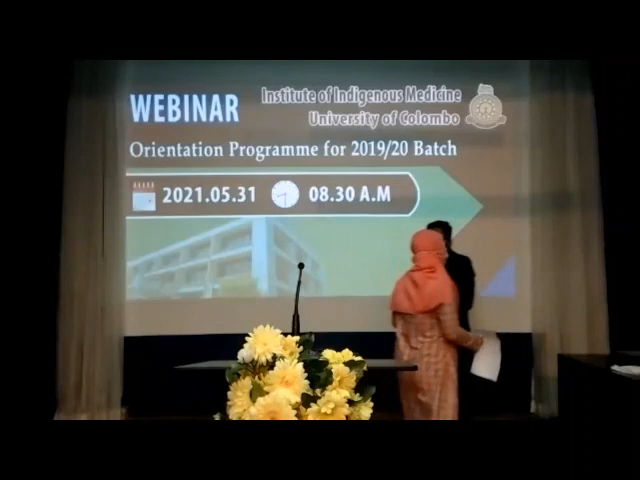 WEBINAR
Institute of Indigenous Medicine
University of Colombo
Orientation Programme for 2019/20 Batch
2021.05.31
08.30 A.M